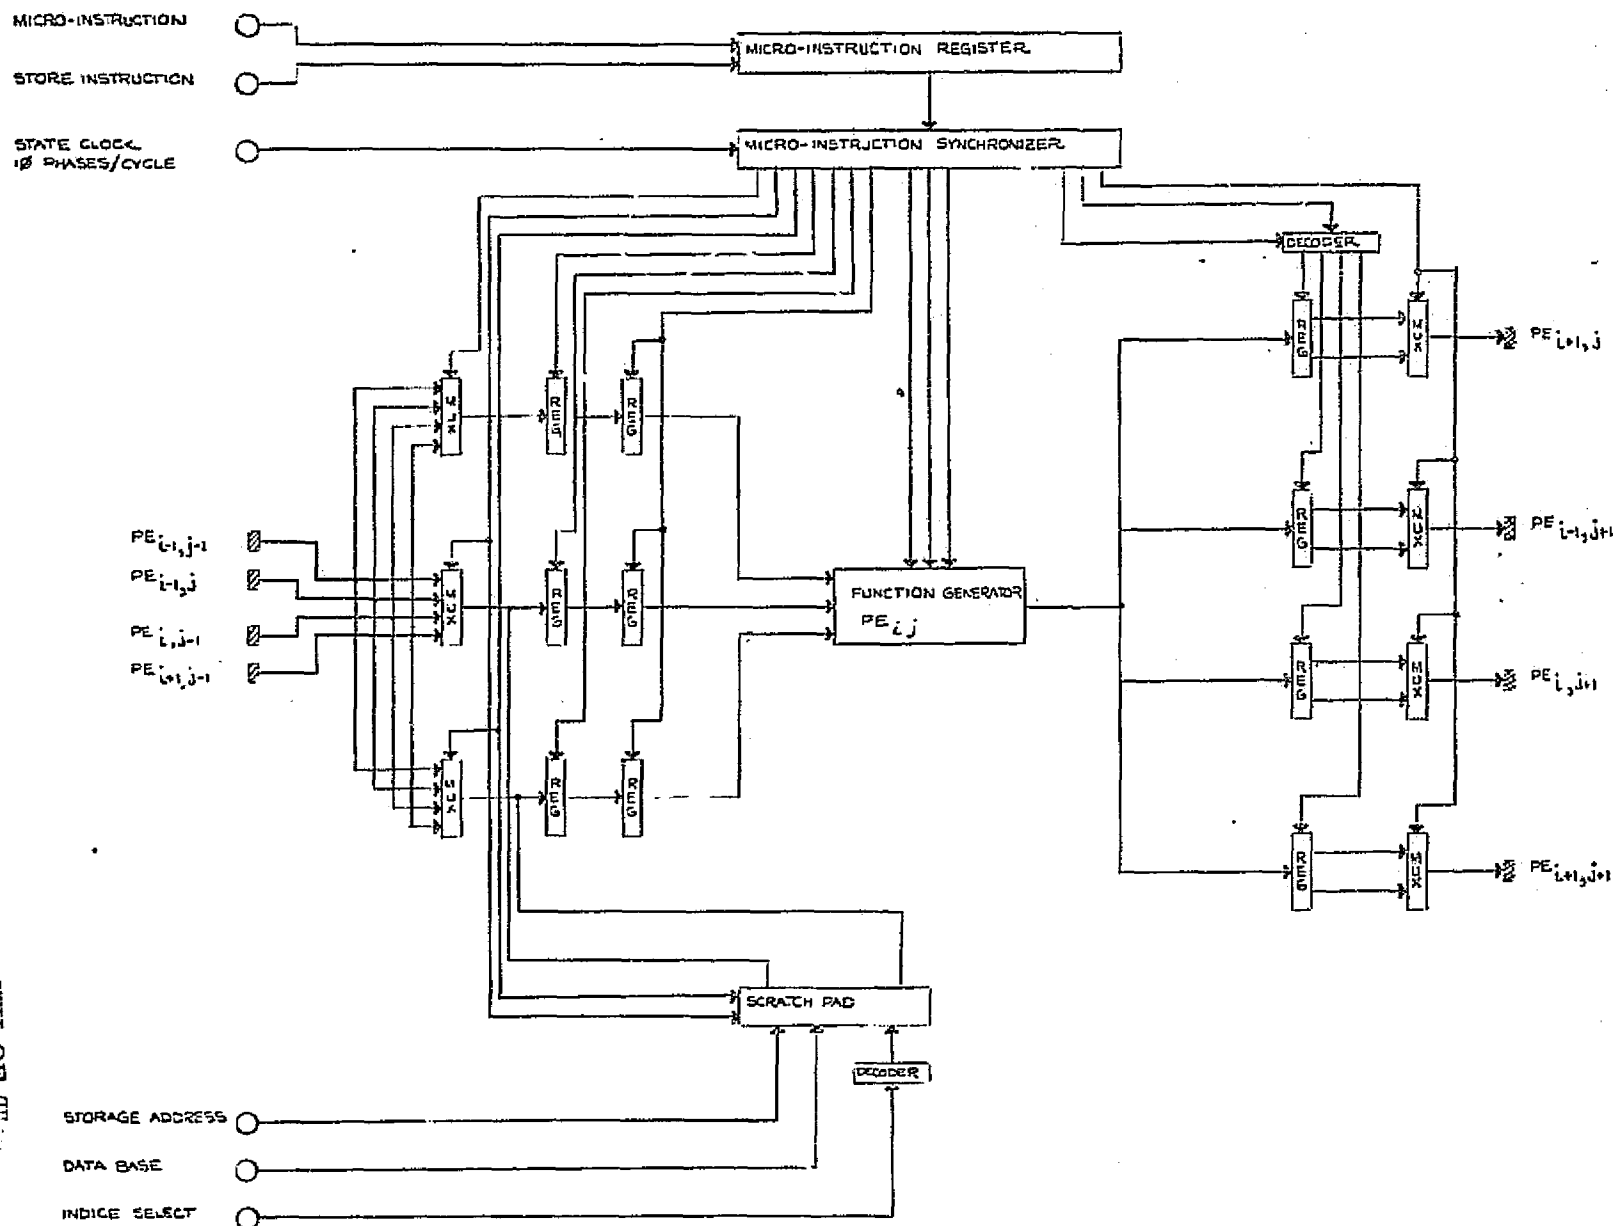 MICRO-INSTRUCTION
MICRO-INSTRUCTION REGISTER
STORE INSTRUCTION
STATE CLOCK
10 PHASES/CYCLE
MICRO-INSTRUCTION SYNCHRONIZER
DECODER
REG
MUX
PE i+1,j
MUX
REG
REG
REG
MUX
PE i-1,j+1
PE i-1,j-1
PE i-1,j
PE i,j-1
PE i+1,j-1
MUX
REG
REG
FUNCTION GENERATOR
PE i j
REG
MUX
PE i,j+1
MUX
REG
REG
REG
MUX
PE i+1,j+1
SCRATCH PAD
DECODER
STORAGE ADDRESS
DATA BASE
INDICE SELECT